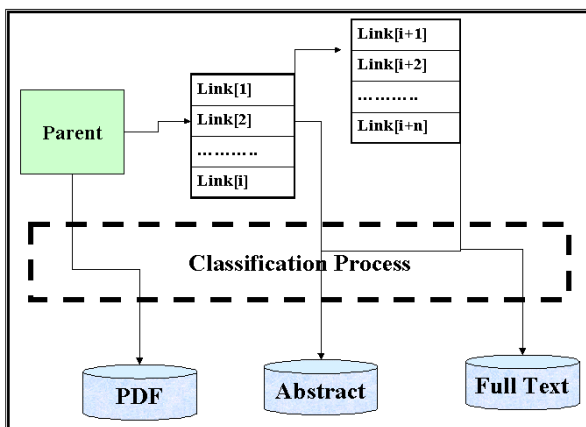 Parent
Link[1]
Link[2]
………..
Link[i]
Link[i+1]
Link[i+2]
………..
Link[i+n]
Classification Process
PDF
Abstract
Full Text